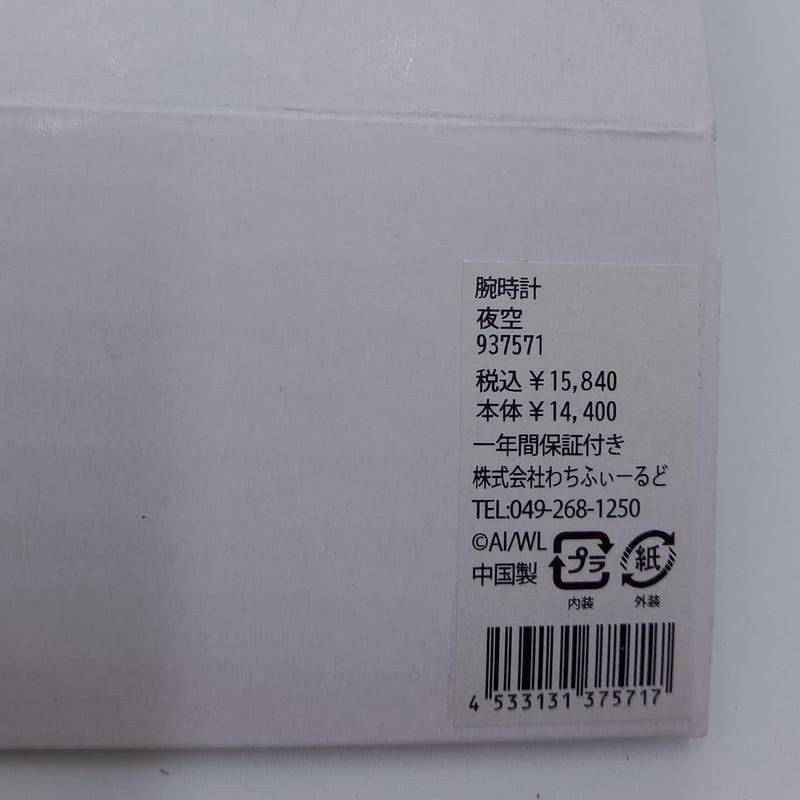 腕時計
夜空
937571
税込 ¥15,840
本体 ¥14,400
一年間保証付き
株式会社わちふぃーるど
TEL:049-268-1250
©AI/WL
中国製
プラ
内装
紙
外装
4 533131 375717